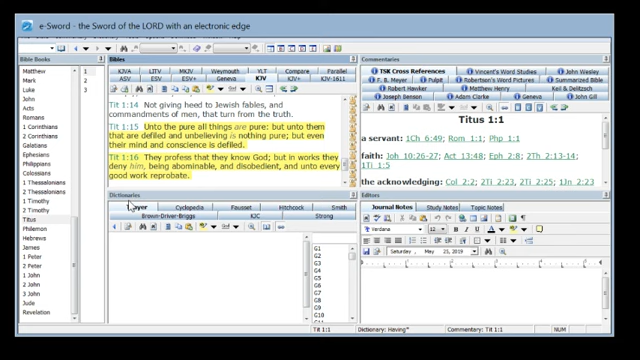 e-Sword - the Sword of the LORD with an electronic edge
Bible Books
Matthew
Mark
Luke
John
Acts
Romans
1 Corinthians
2 Corinthians
Galatians
Ephesians
Philippians
Colossians
1 Thessalonians
2 Thessalonians
1 Timothy
2 Timothy
Titus
Philemon
Hebrews
James
1 Peter
2 Peter
1 John
2 John
3 John
Jude
Revelation
1
2
3
Bibles
KJVA LITV MKJV Weymouth YLT Compare Parallel
ASV ESV ESV+ Geneva KJV KJV+ KJV-1611
Tit 1:14 Not giving heed to Jewish fables, and
commandments of men, that turn from the truth.
Tit 1:15 Unto the pure all things are pure: but unto them
that are defiled and unbelieving is nothing pure; but even
their mind and conscience is defiled.
Tit 1:16 They profess that they know God; but in works they
deny him, being abominable, and disobedient, and unto every
good work reprobate.
Dictionaries
Cyclopedia Fausset Hitchcock Smith
Brown-Driver-Briggs KJC Strong
G1
G2
G3
G4
G5
G6
G7
G8
G9
G10
Commentaries
TSK Cross References Vincent's Word Studies John Wesley
F. B. Meyer Pulpit Robertson's Word Pictures Summarized Bible
Robert Hawker Matthew Henry Keil & Delitzsch
Joseph Benson Adam Clarke Geneva John Gill
Titus 1:1
a servant: 1Ch 6:49; Rom 1:1; Php 1:1
faith: Joh 10:26-27; Act 13:48; Eph 2:8; 2Th 2:13-14;
1Ti 1:5
the acknowledging: Col 2:2; 2Ti 2:23, 2Ti 2:25; 1Jn 2:23
Editors
Journal Notes Study Notes Topic Notes
Verdana 12
Saturday , May 25, 2019
Tit 1:1
Dictionary: Having"
Commentary: Tit 1:1
NUM